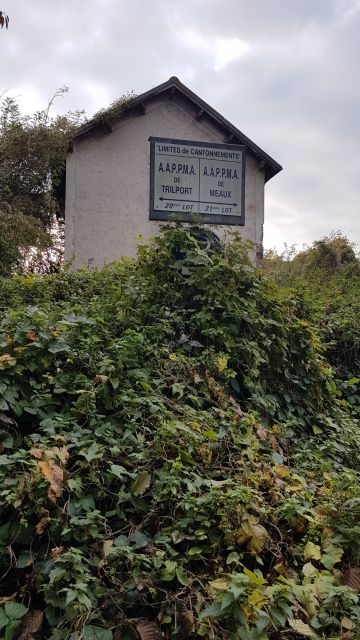 "LIMITES de CANTONNEMENTS"
A.A.P.P.M.A.
DE
TRILPORT
20ème LOT
A.A.P.P.M.A.
DE
MEAUX
21ème LOT